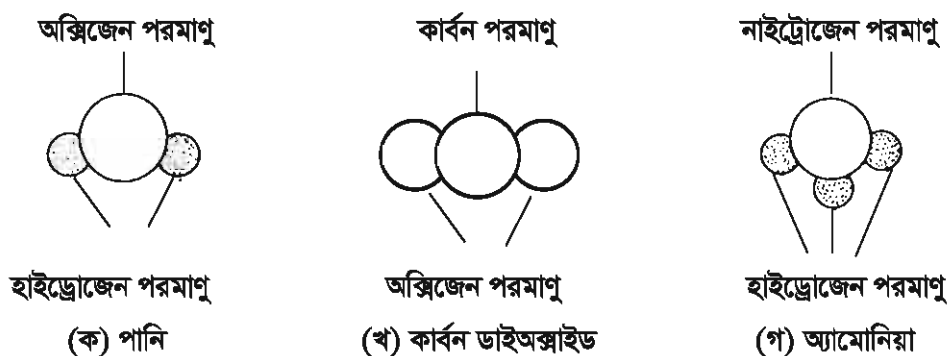 অক্সিজেন পরমাণু
কার্বন পরমাণু
নাইট্রোজেন পরমাণু
হাইড্রোজেন পরমাণু
অক্সিজেন পরমাণু
হাইড্রোজেন পরমাণু
(ক) পানি
(খ) কার্বন ডাইঅক্সাইড
(গ) অ্যামোনিয়া